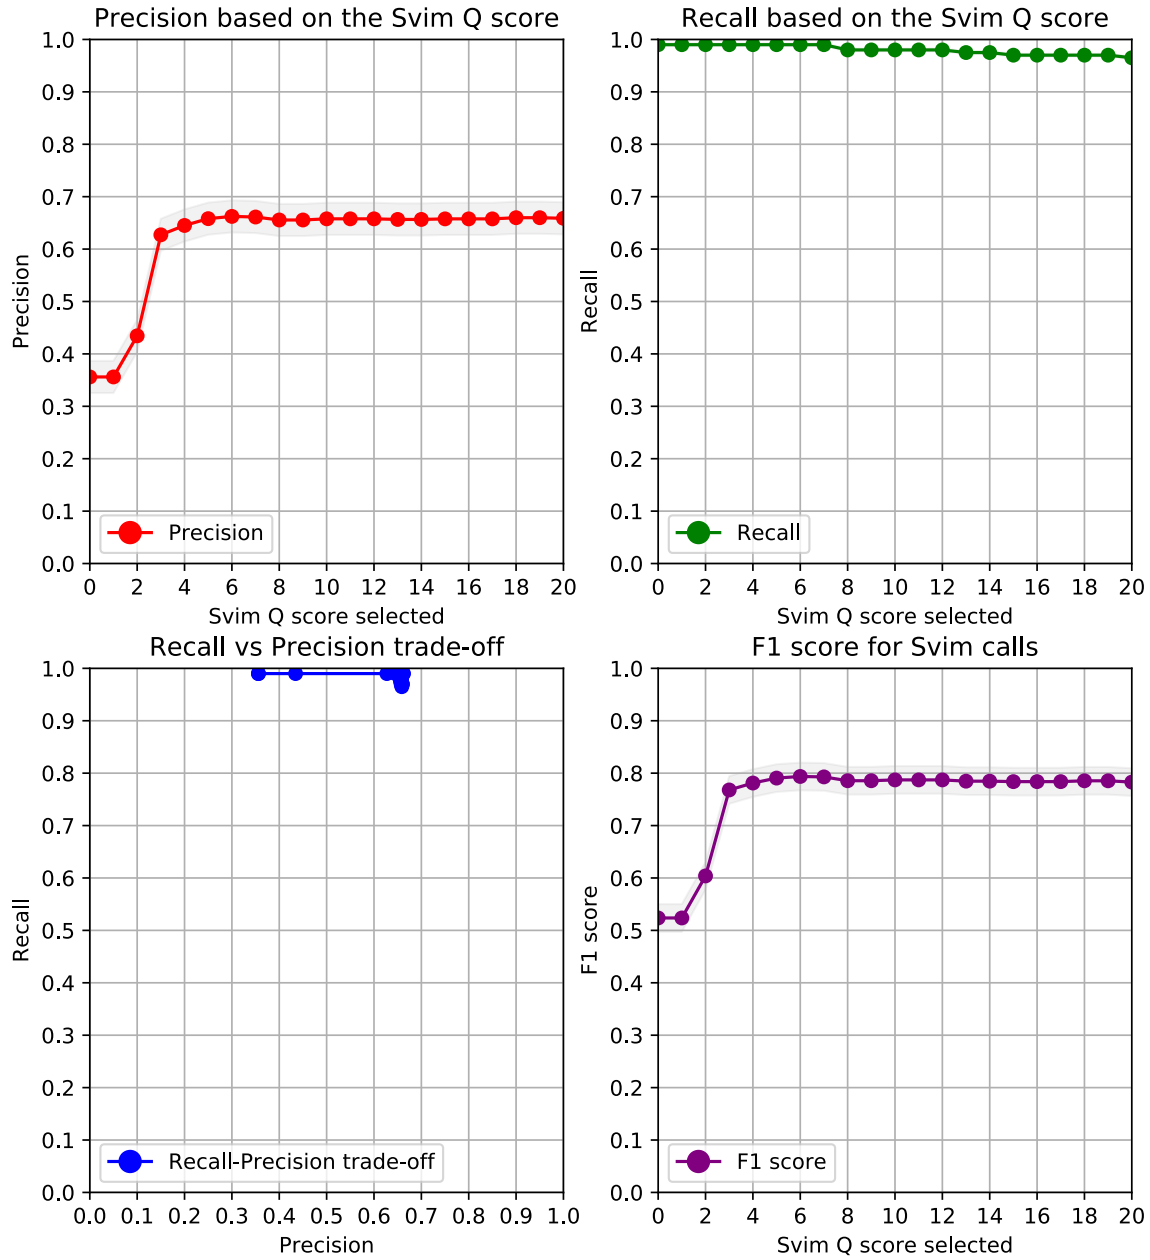 Precision based on the Svim Q score
1.0
0.9
0.8
0.7
0.6
0.5
0.4
0.3
0.2
0.1
0.0
Precision
Precision
0 2 4 6 8 10 12 14 16 18 20
Svim Q score selected
Recall based on the Svim Q score
1.0
0.9
0.8
0.7
0.6
0.5
0.4
0.3
0.2
0.1
0.0
Recall
Recall
0 2 4 6 8 10 12 14 16 18 20
Svim Q score selected
Recall vs Precision trade-off
1.0
0.9
0.8
0.7
0.6
0.5
0.4
0.3
0.2
0.1
0.0
Recall
Recall-Precision trade-off
0.0 0.1 0.2 0.3 0.4 0.5 0.6 0.7 0.8 0.9 1.0
Precision
F1 score for Svim calls
1.0
0.9
0.8
0.7
0.6
0.5
0.4
0.3
0.2
0.1
0.0
F1 score
F1 score
0 2 4 6 8 10 12 14 16 18 20
Svim Q score selected